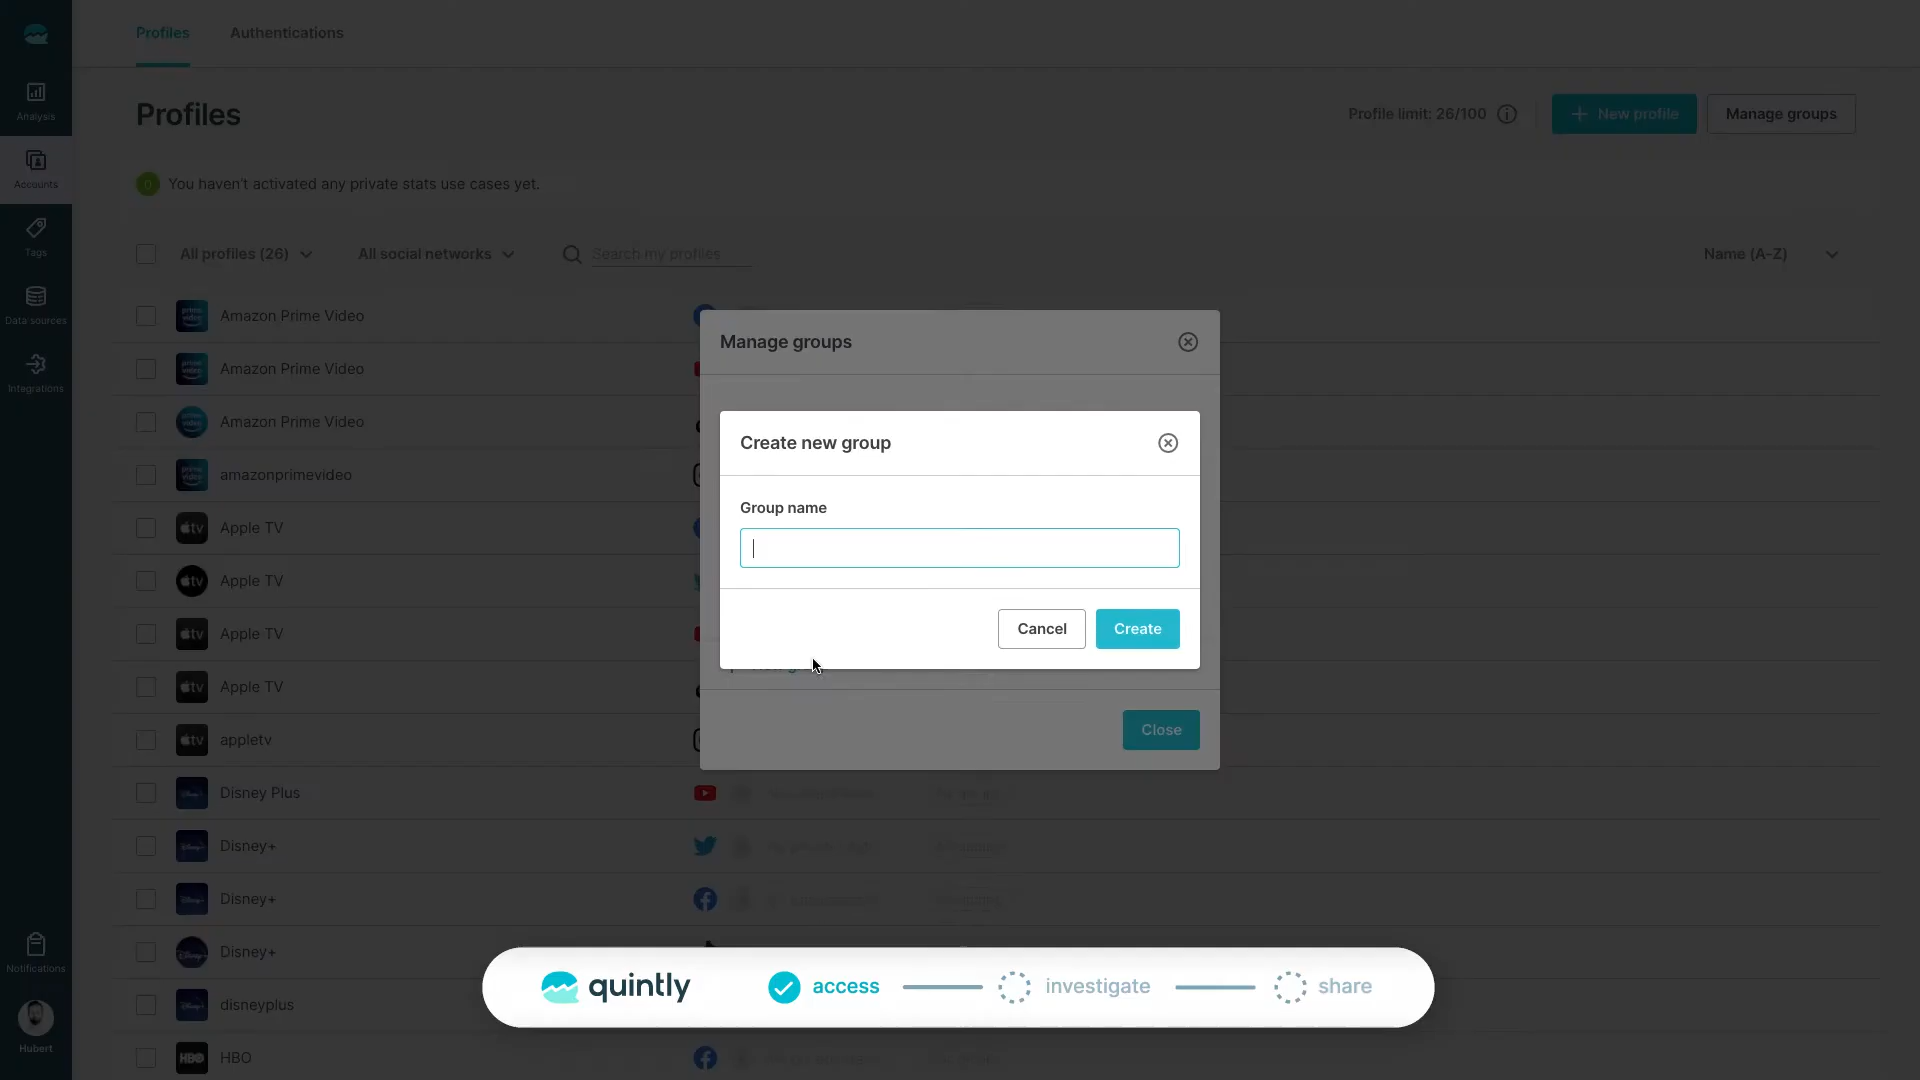 Profiles
Authentications
Analysis
Accounts
Tags
Data sources
Integrations
Notifications
Hubert
Profiles
Profile limit: 26/100
New profile
Manage groups
0
You haven't activated any private stats use cases yet.
All profiles (26)
All social networks
Search my profiles
Name (A-Z)
Amazon Prime Video
Amazon Prime Video
Amazon Prime Video
amazonprimevideo
Apple TV
Apple TV
Apple TV
Apple TV
appletv
Disney Plus
Disney+
Disney+
Disney+
disneyplus
HBO
Manage groups
Create new group
Group name
Cancel
Create
Close
quintly
access
investigate
share